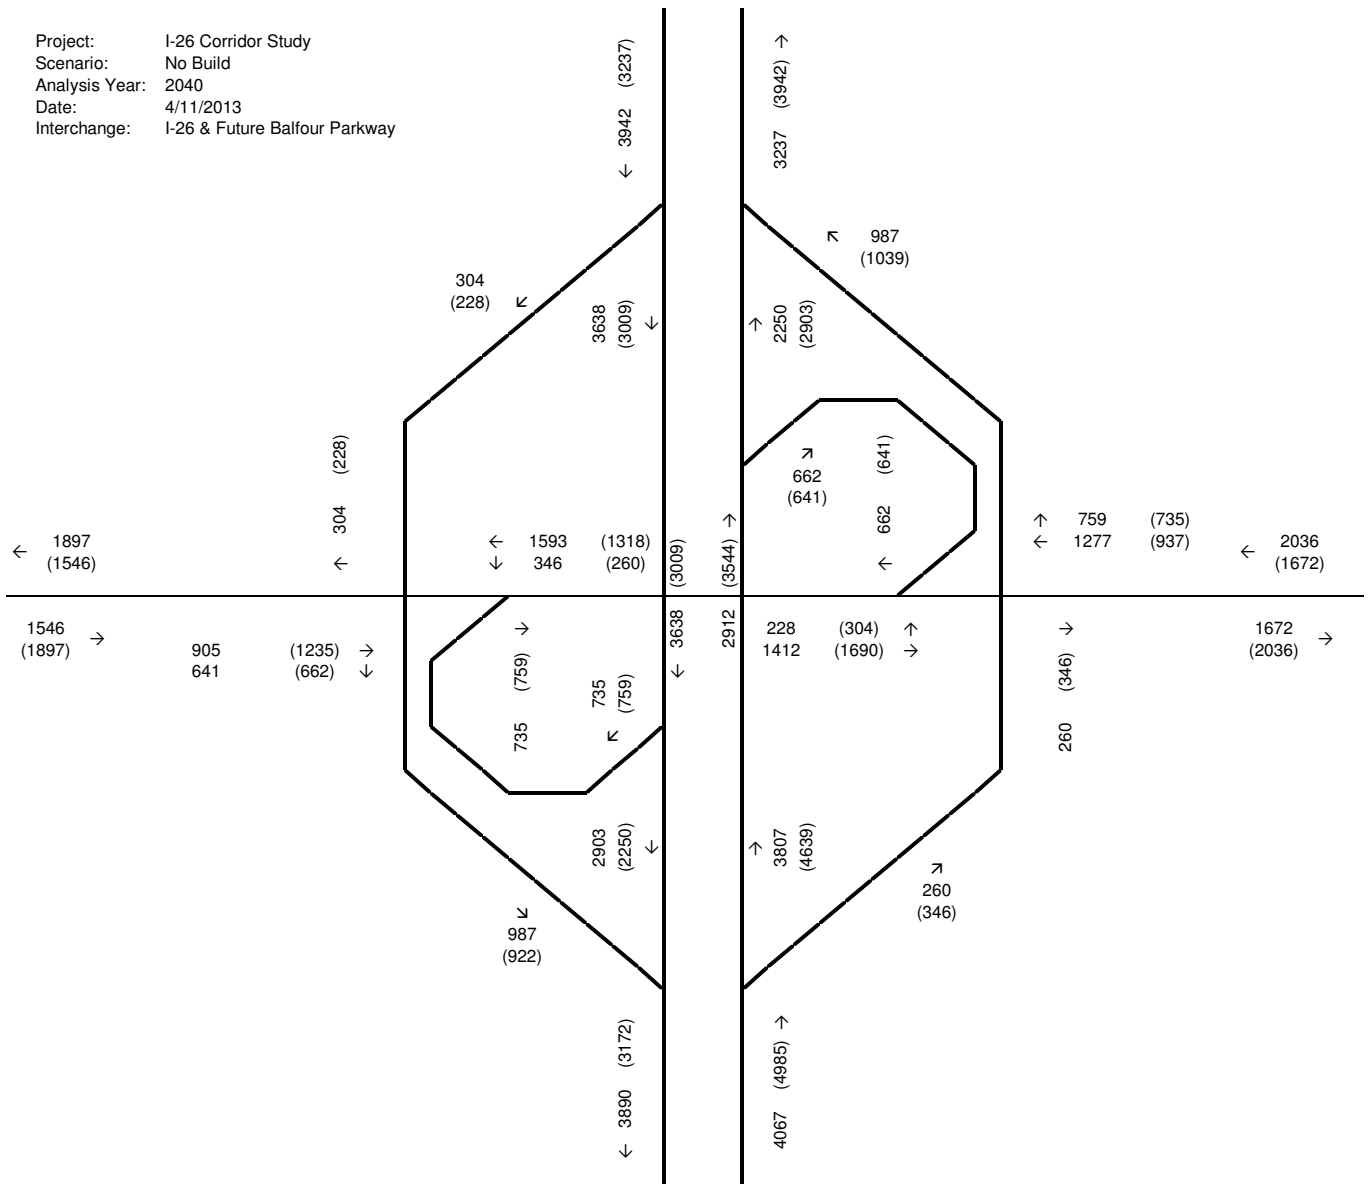 Project: I-26 Corridor Study
Scenario: No Build
Analysis Year: 2040
Date: 4/11/2013
Interchange: I-26 & Future Balfour Parkway
← 3942 (3237)
3237 (3942) →
↖ 987
(1039)
304
(228) ↙
3638 ↓
(3009)
↑ 2250
(2903)
304 (228)
←
↗
662
(641)
662 (641)
←
← 1897
(1546)
← 1593 (1318)
↓ 346 (260)
3638 (3009)
↓
2912 (3544) →
↑ 759 (735)
← 1277 (937)
← 2036
(1672)
1546 →
(1897)
905 (1235) →
641 (662) ↓
→
735 (759)
735
(759)
↙
228 (304) ↑
1412 (1690) →
→
260 (346)
1672 →
(2036)
2903 ↓
(2250)
↑ 3807
(4639)
↗
260
(346)
↘
987
(922)
← 3890 (3172)
4067 (4985) →